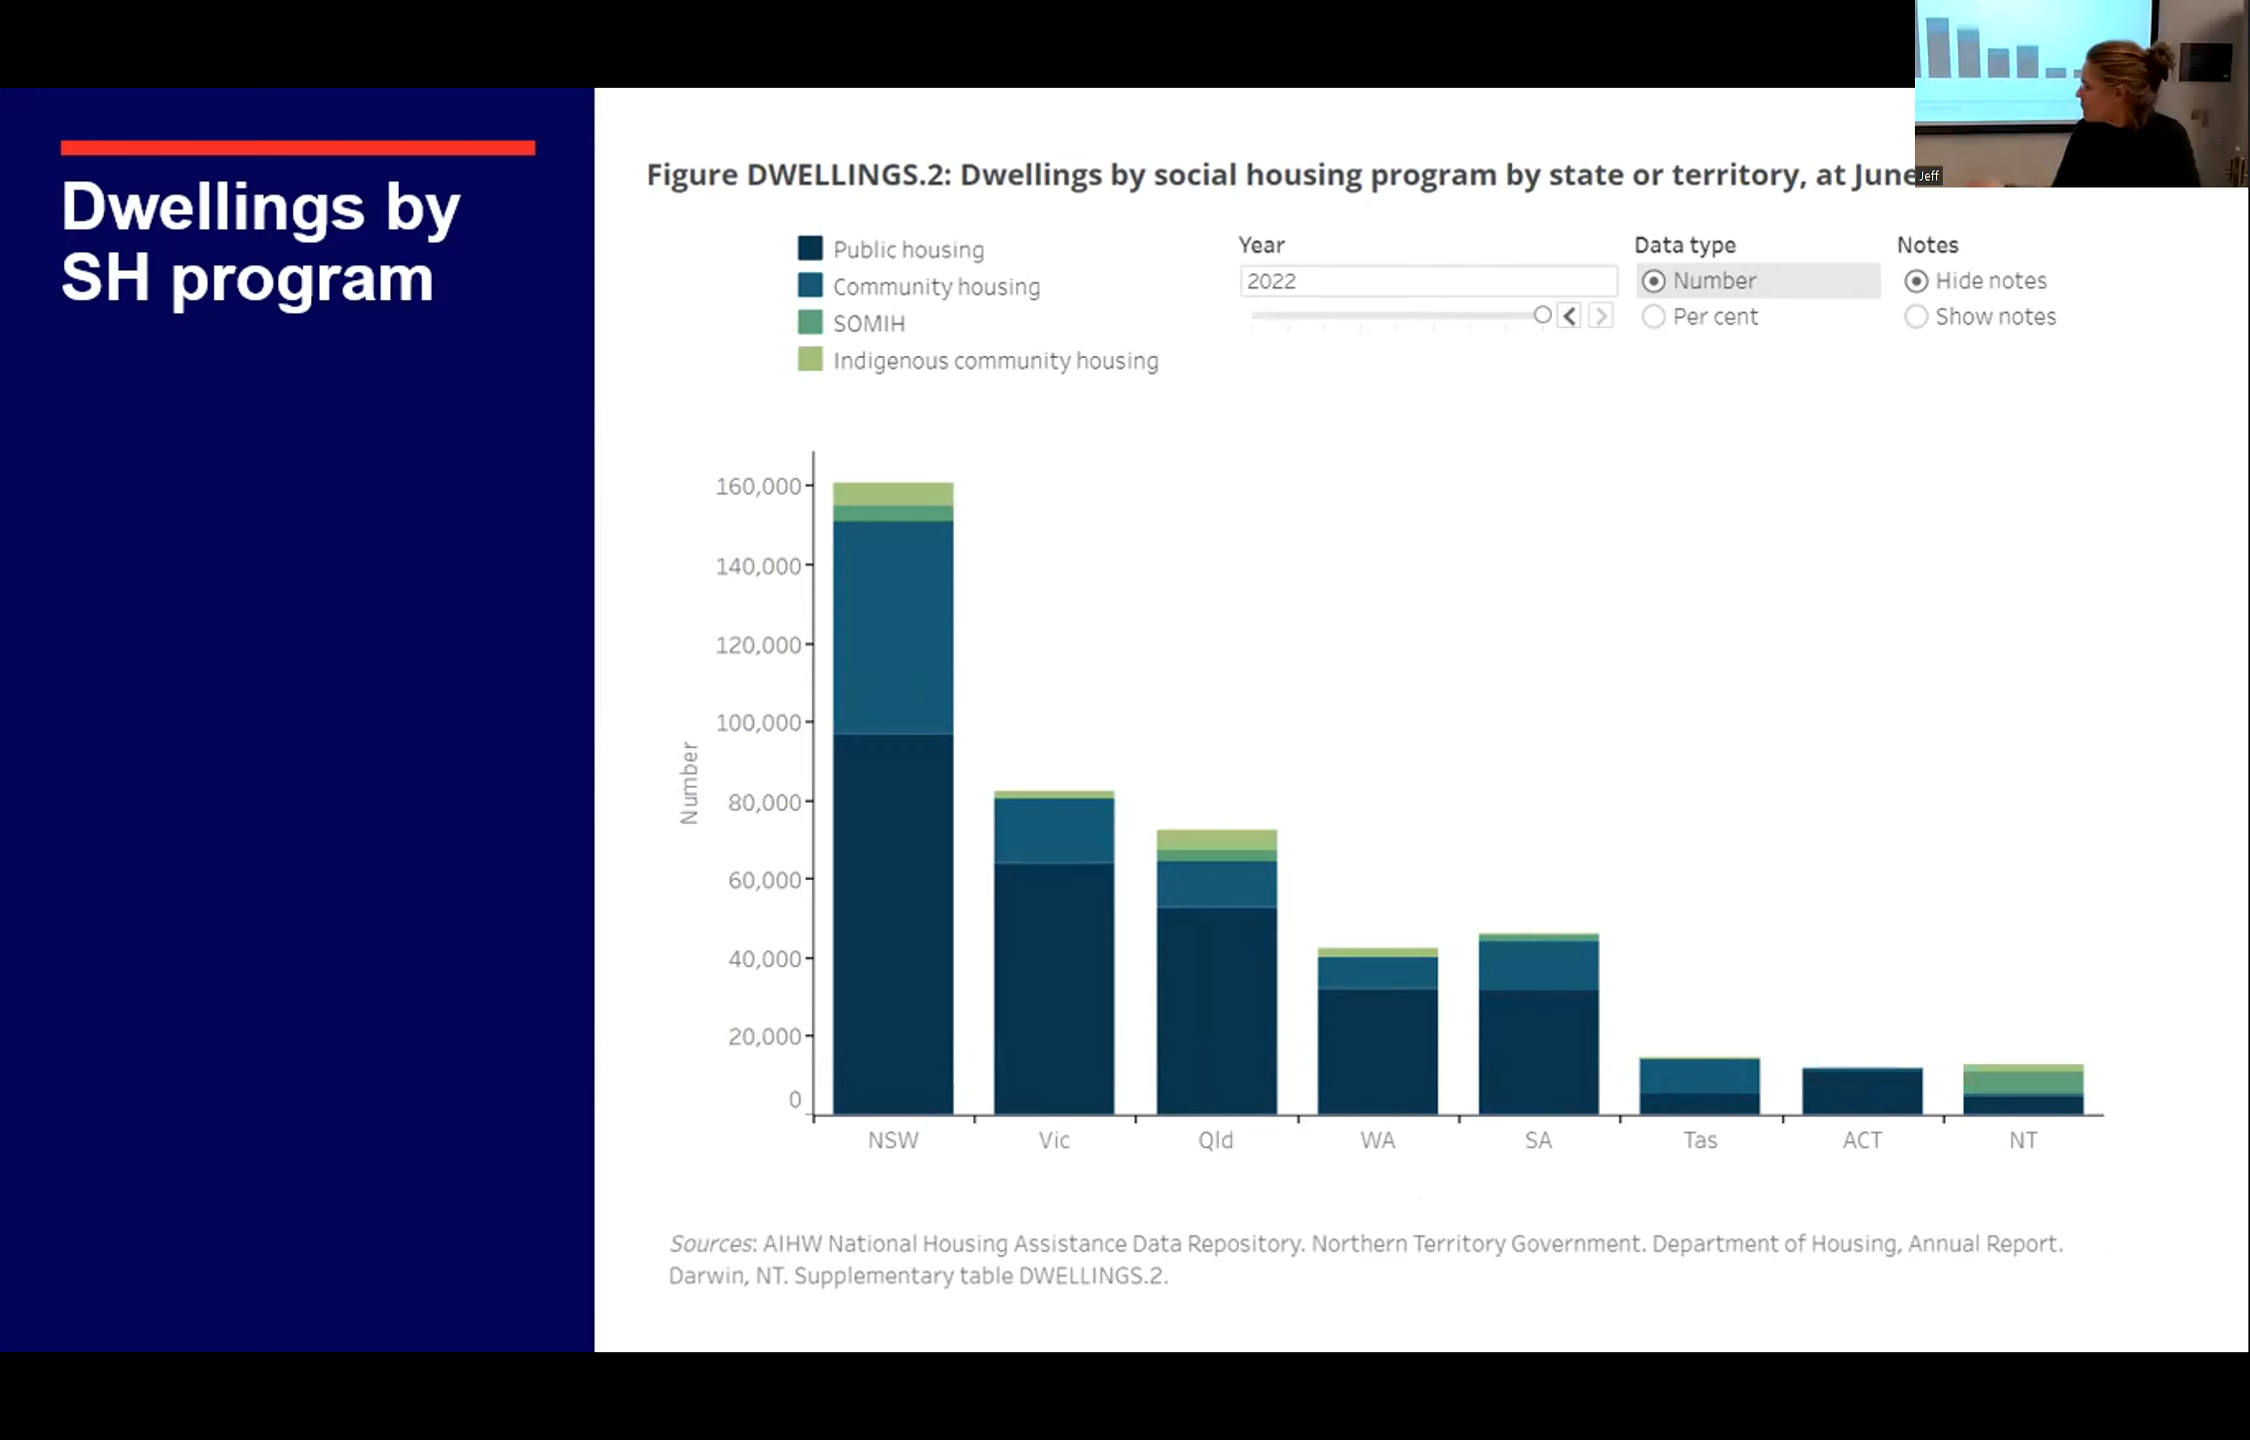 Dwellings by
SH program
Figure DWELLINGS.2: Dwellings by social housing program by state or territory, at June
Jeff
Public housing
Community housing
SOMIH
Indigenous community housing
Year
2022
Data type
Number
Per cent
Notes
Hide notes
Show notes
Number
160,000
140,000
120,000
100,000
80,000
60,000
40,000
20,000
0
NSW Vic Qld WA SA Tas ACT NT
Sources: AIHW National Housing Assistance Data Repository. Northern Territory Government. Department of Housing, Annual Report.
Darwin, NT. Supplementary table DWELLINGS.2.